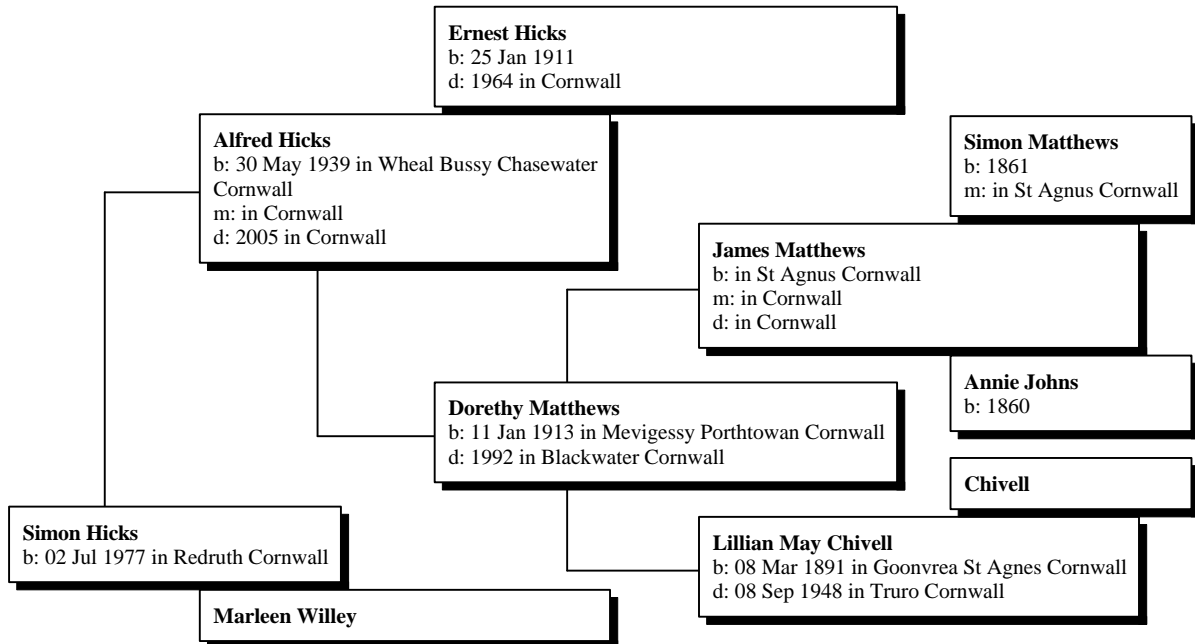 Ernest Hicks
b: 25 Jan 1911
d: 1964 in Cornwall
Alfred Hicks
b: 30 May 1939 in Wheal Bussy Chasewater
Cornwall
m: in Cornwall
d: 2005 in Cornwall
Simon Matthews
b: 1861
m: in St Agnus Cornwall
James Matthews
b: in St Agnus Cornwall
m: in Cornwall
d: in Cornwall
Annie Johns
b: 1860
Dorethy Matthews
b: 11 Jan 1913 in Mevigessy Porthtowan Cornwall
d: 1992 in Blackwater Cornwall
Chivell
Simon Hicks
b: 02 Jul 1977 in Redruth Cornwall
Lillian May Chivell
b: 08 Mar 1891 in Goonvrea St Agnes Cornwall
d: 08 Sep 1948 in Truro Cornwall
Marleen Willey